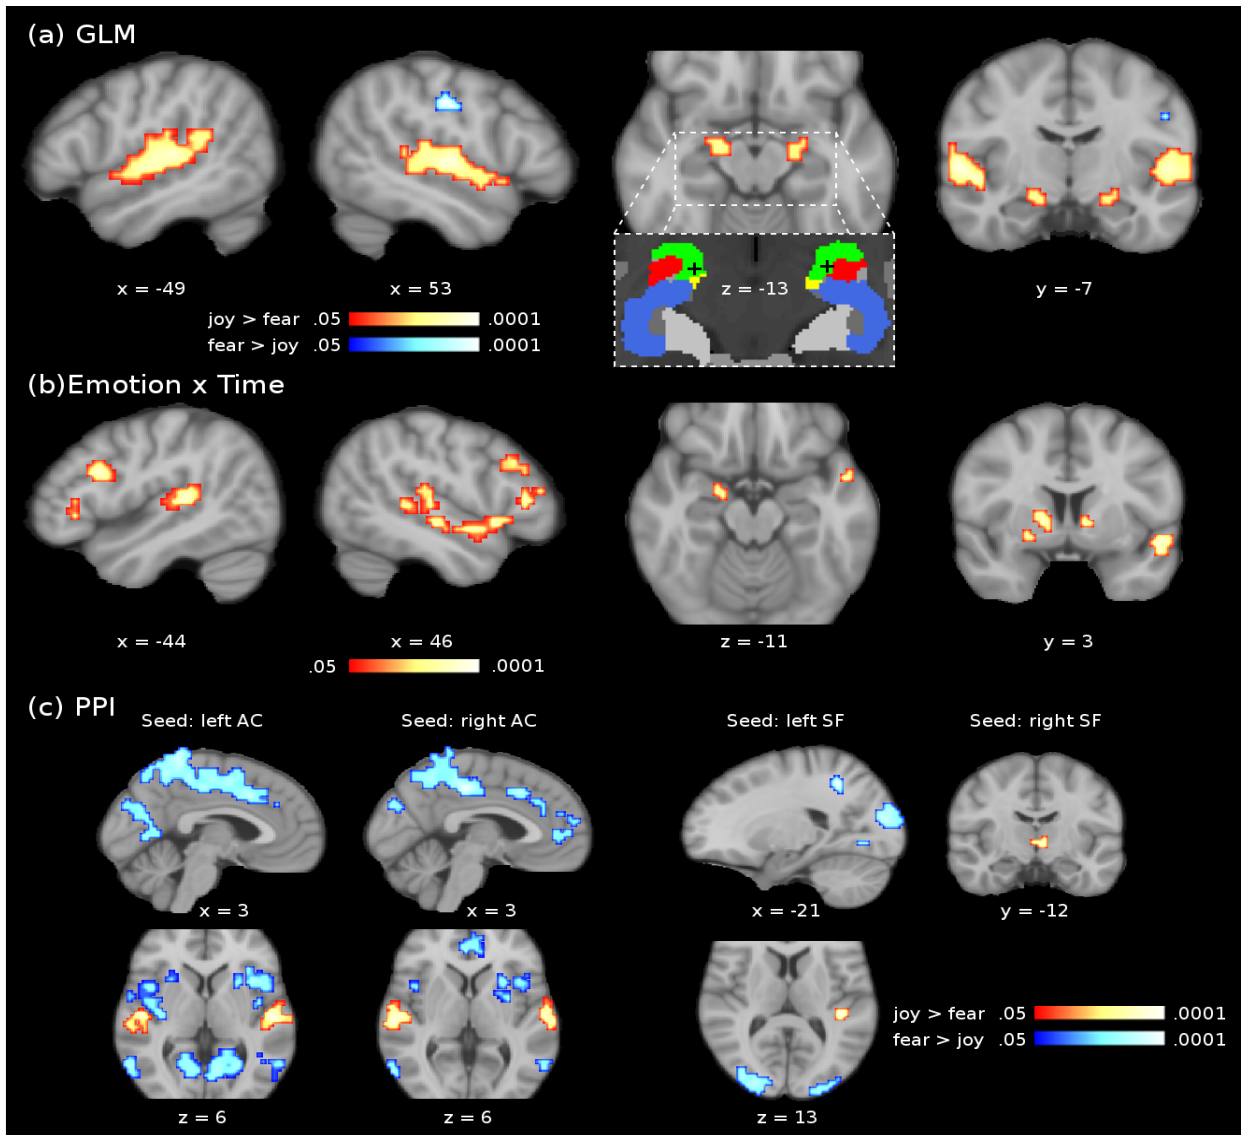 (a) GLM
x = -49
x = 53
z = -13
y = -7
joy > fear .05 .0001
fear > joy .05 .0001
(b)Emotion x Time
x = -44
x = 46
z = -11
y = 3
.05 .0001
(c) PPI
Seed: left AC
Seed: right AC
Seed: left SF
Seed: right SF
x = 3
x = 3
x = -21
y = -12
joy > fear .05 .0001
fear > joy .05 .0001
z = 6
z = 6
z = 13